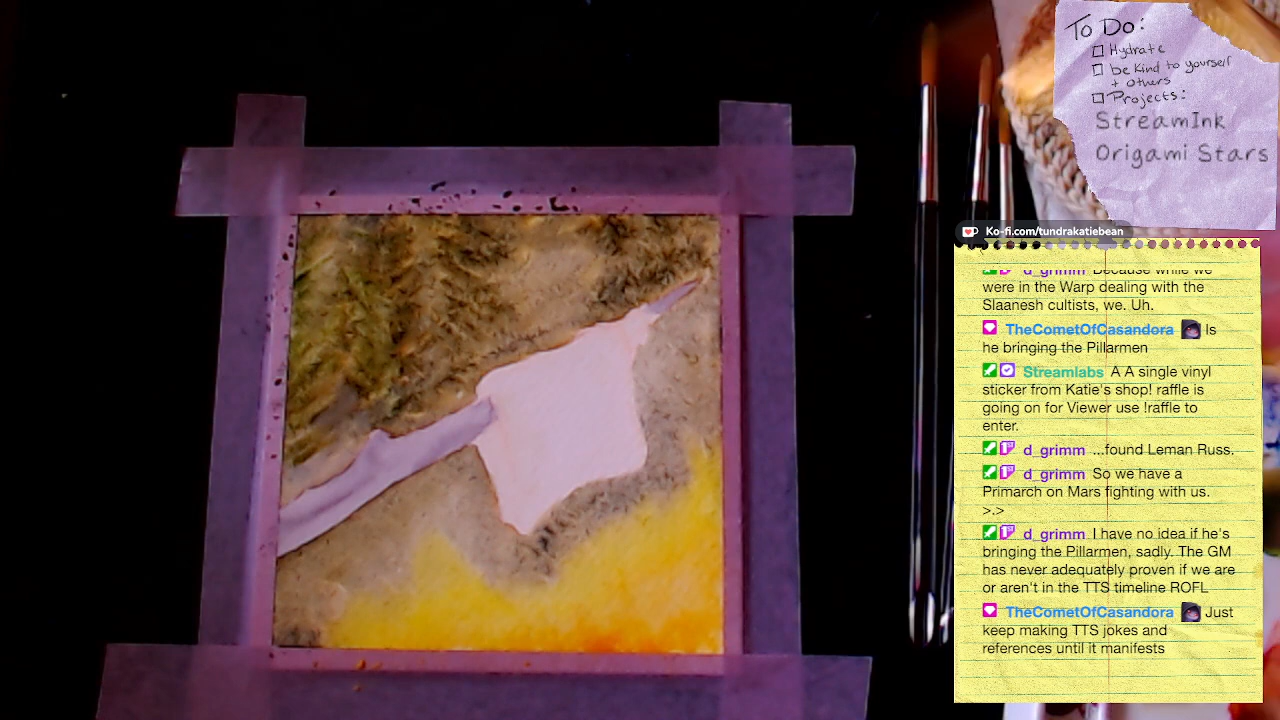 To Do:
Hydrate
be kind to yourself
+ others
Projects:
StreamInk
Origami Stars
Ko-fi.com/tundrakatiebean
d_grimm Because while we
were in the Warp dealing with the
Slaanesh cultists, we. Uh.
TheCometOfCasandora Is
he bringing the Pillarmen
Streamlabs A A single vinyl
sticker from Katie's shop! raffle is
going on for Viewer use !raffle to
enter.
d_grimm ...found Leman Russ.
d_grimm So we have a
Primarch on Mars fighting with us.
>.>
d_grimm I have no idea if he's
bringing the Pillarmen, sadly. The GM
has never adequately proven if we are
or aren't in the TTS timeline ROFL
TheCometOfCasandora Just
keep making TTS jokes and
references until it manifests